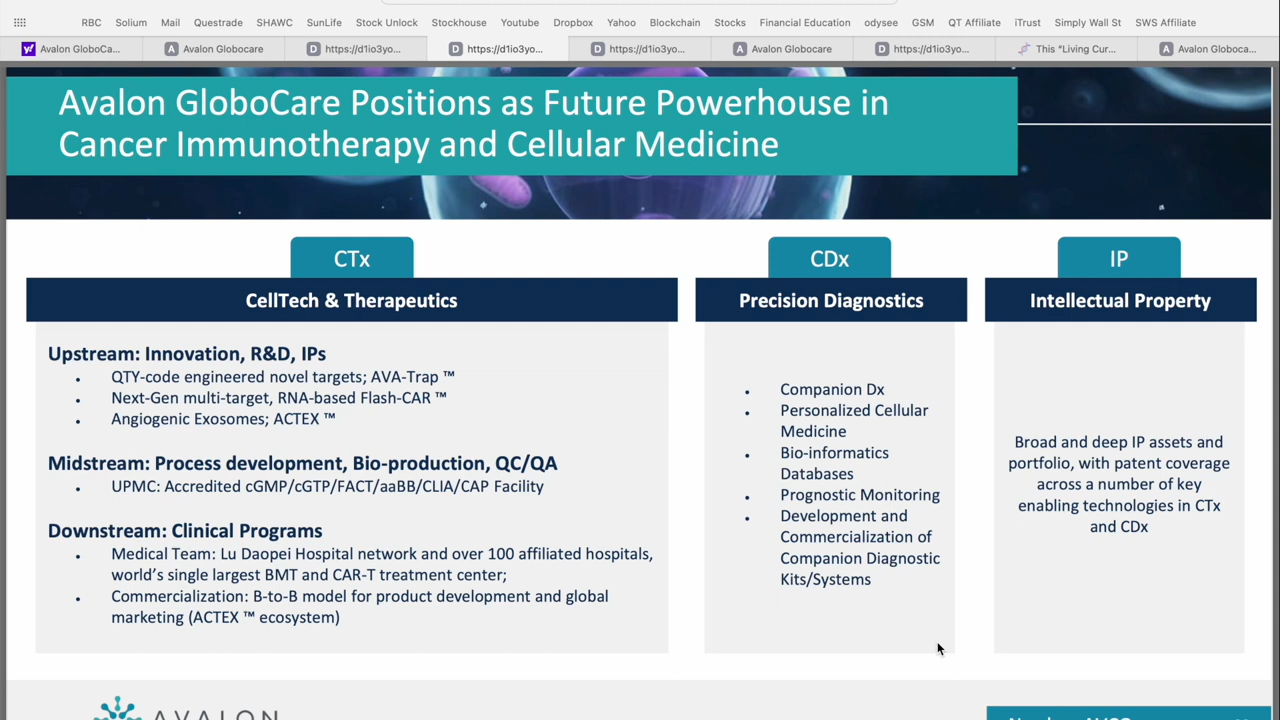 RBC Solium Mail Questrade SHAWC SunLife Stock Unlock Stockhouse Youtube Dropbox Yahoo Blockchain Stocks Financial Education odysee GSM QT Affiliate iTrust Simply Wall St SWS Affiliate
Avalon GloboCa... Avalon Globocare https://d1io3yo... https://d1io3yo... https://d1io3yo... Avalon Globocare https://d1io3yo... This "Living Cur... Avalon Globoca...
Avalon GloboCare Positions as Future Powerhouse in
Cancer Immunotherapy and Cellular Medicine
CTx
CellTech & Therapeutics
Upstream: Innovation, R&D, IPs
• QTY-code engineered novel targets; AVA-Trap ™
• Next-Gen multi-target, RNA-based Flash-CAR ™
• Angiogenic Exosomes; ACTEX ™
Midstream: Process development, Bio-production, QC/QA
• UPMC: Accredited cGMP/cGTP/FACT/aaBB/CLIA/CAP Facility
Downstream: Clinical Programs
• Medical Team: Lu Daopei Hospital network and over 100 affiliated hospitals,
world's single largest BMT and CAR-T treatment center;
• Commercialization: B-to-B model for product development and global
marketing (ACTEX ™ ecosystem)
CDx
Precision Diagnostics
• Companion Dx
• Personalized Cellular
Medicine
• Bio-informatics
Databases
• Prognostic Monitoring
• Development and
Commercialization of
Companion Diagnostic
Kits/Systems
IP
Intellectual Property
Broad and deep IP assets and
portfolio, with patent coverage
across a number of key
enabling technologies in CTx
and CDx
AVALON